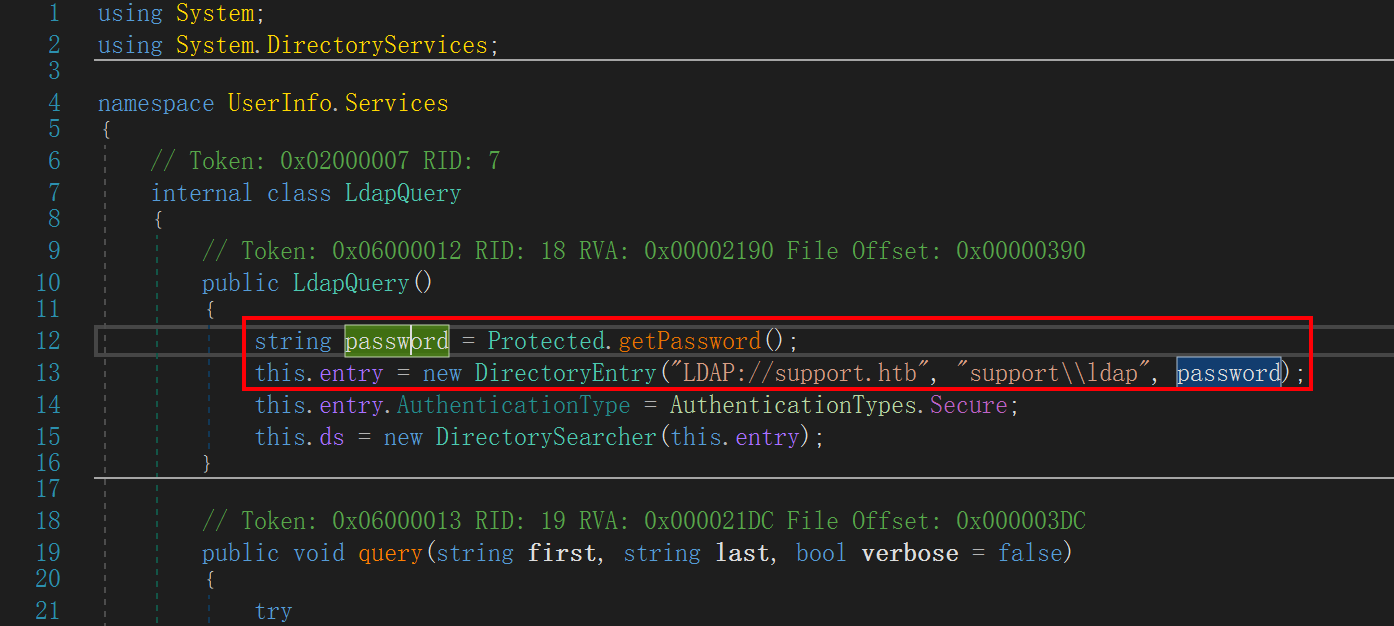 1 using System;
2 using System.DirectoryServices;
3
4 namespace UserInfo.Services
5 {
6 // Token: 0x02000007 RID: 7
7 internal class LdapQuery
8 {
9 // Token: 0x06000012 RID: 18 RVA: 0x00002190 File Offset: 0x00000390
10 public LdapQuery()
11 {
12 string password = Protected.getPassword();
13 this.entry = new DirectoryEntry("LDAP://support.htb", "support\\ldap", password);
14 this.entry.AuthenticationType = AuthenticationTypes.Secure;
15 this.ds = new DirectorySearcher(this.entry);
16 }
17
18 // Token: 0x06000013 RID: 19 RVA: 0x000021DC File Offset: 0x000003DC
19 public void query(string first, string last, bool verbose = false)
20 {
21 try